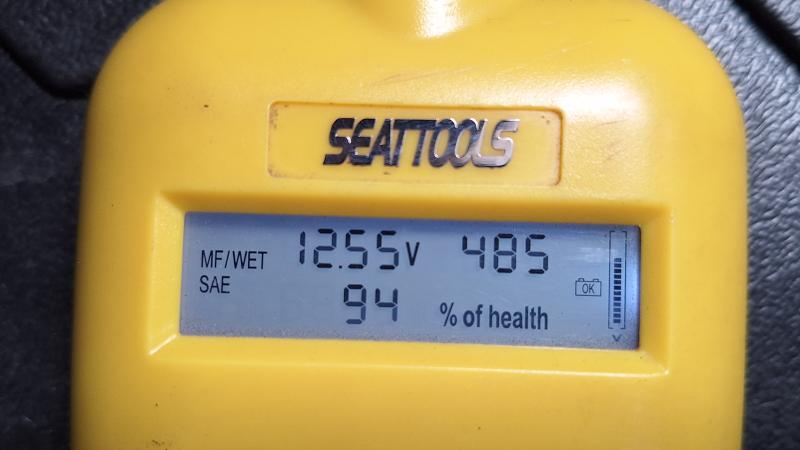 SEATTOOLS
MF/WET 12.55V 485
SAE
OK
94 % of health